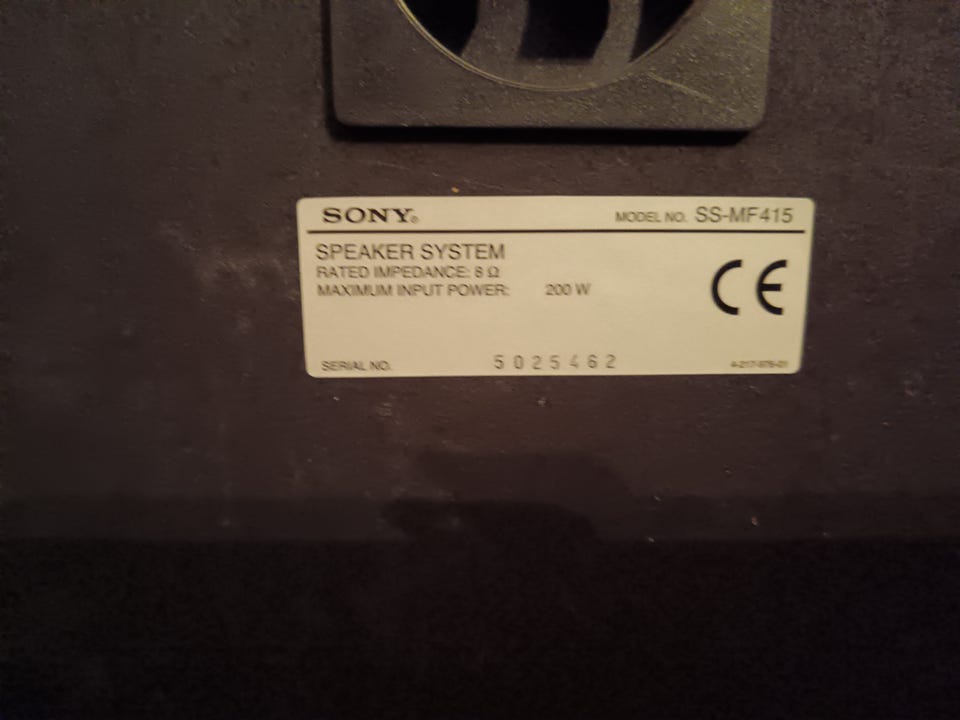 SONY®
MODEL NO. SS-MF415
SPEAKER SYSTEM
RATED IMPEDANCE: 8 Ω
MAXIMUM INPUT POWER: 200 W
CE
SERIAL NO. 5025462